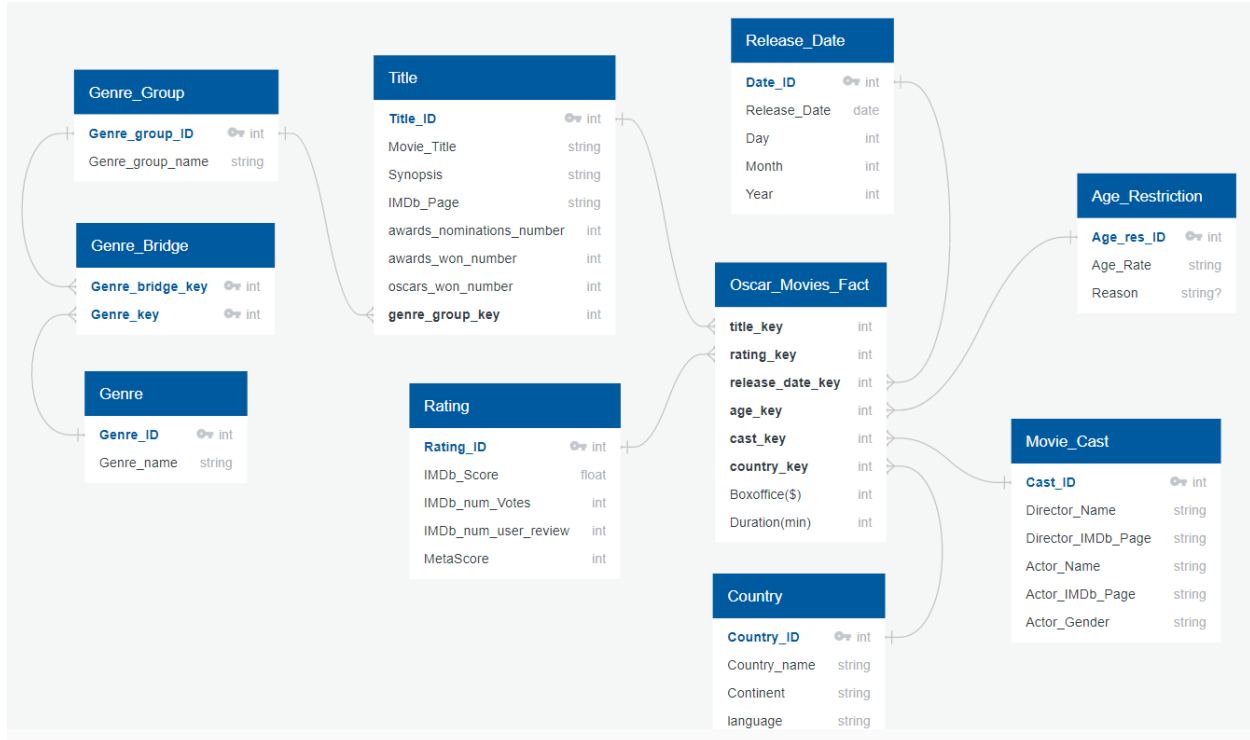 Genre_Group
Genre_group_ID int
Genre_group_name string
Genre_Bridge
Genre_bridge_key int
Genre_key int
Genre
Genre_ID int
Genre_name string
Title
Title_ID int
Movie_Title string
Synopsis string
IMDb_Page string
awards_nominations_number int
awards_won_number int
oscars_won_number int
genre_group_key int
Rating
Rating_ID int
IMDb_Score float
IMDb_num_Votes int
IMDb_num_user_review int
MetaScore int
Release_Date
Date_ID int
Release_Date date
Day int
Month int
Year int
Oscar_Movies_Fact
title_key int
rating_key int
release_date_key int
age_key int
cast_key int
country_key int
Boxoffice($) int
Duration(min) int
Country
Country_ID int
Country_name string
Continent string
language string
Age_Restriction
Age_res_ID int
Age_Rate string
Reason string?
Movie_Cast
Cast_ID int
Director_Name string
Director_IMDb_Page string
Actor_Name string
Actor_IMDb_Page string
Actor_Gender string